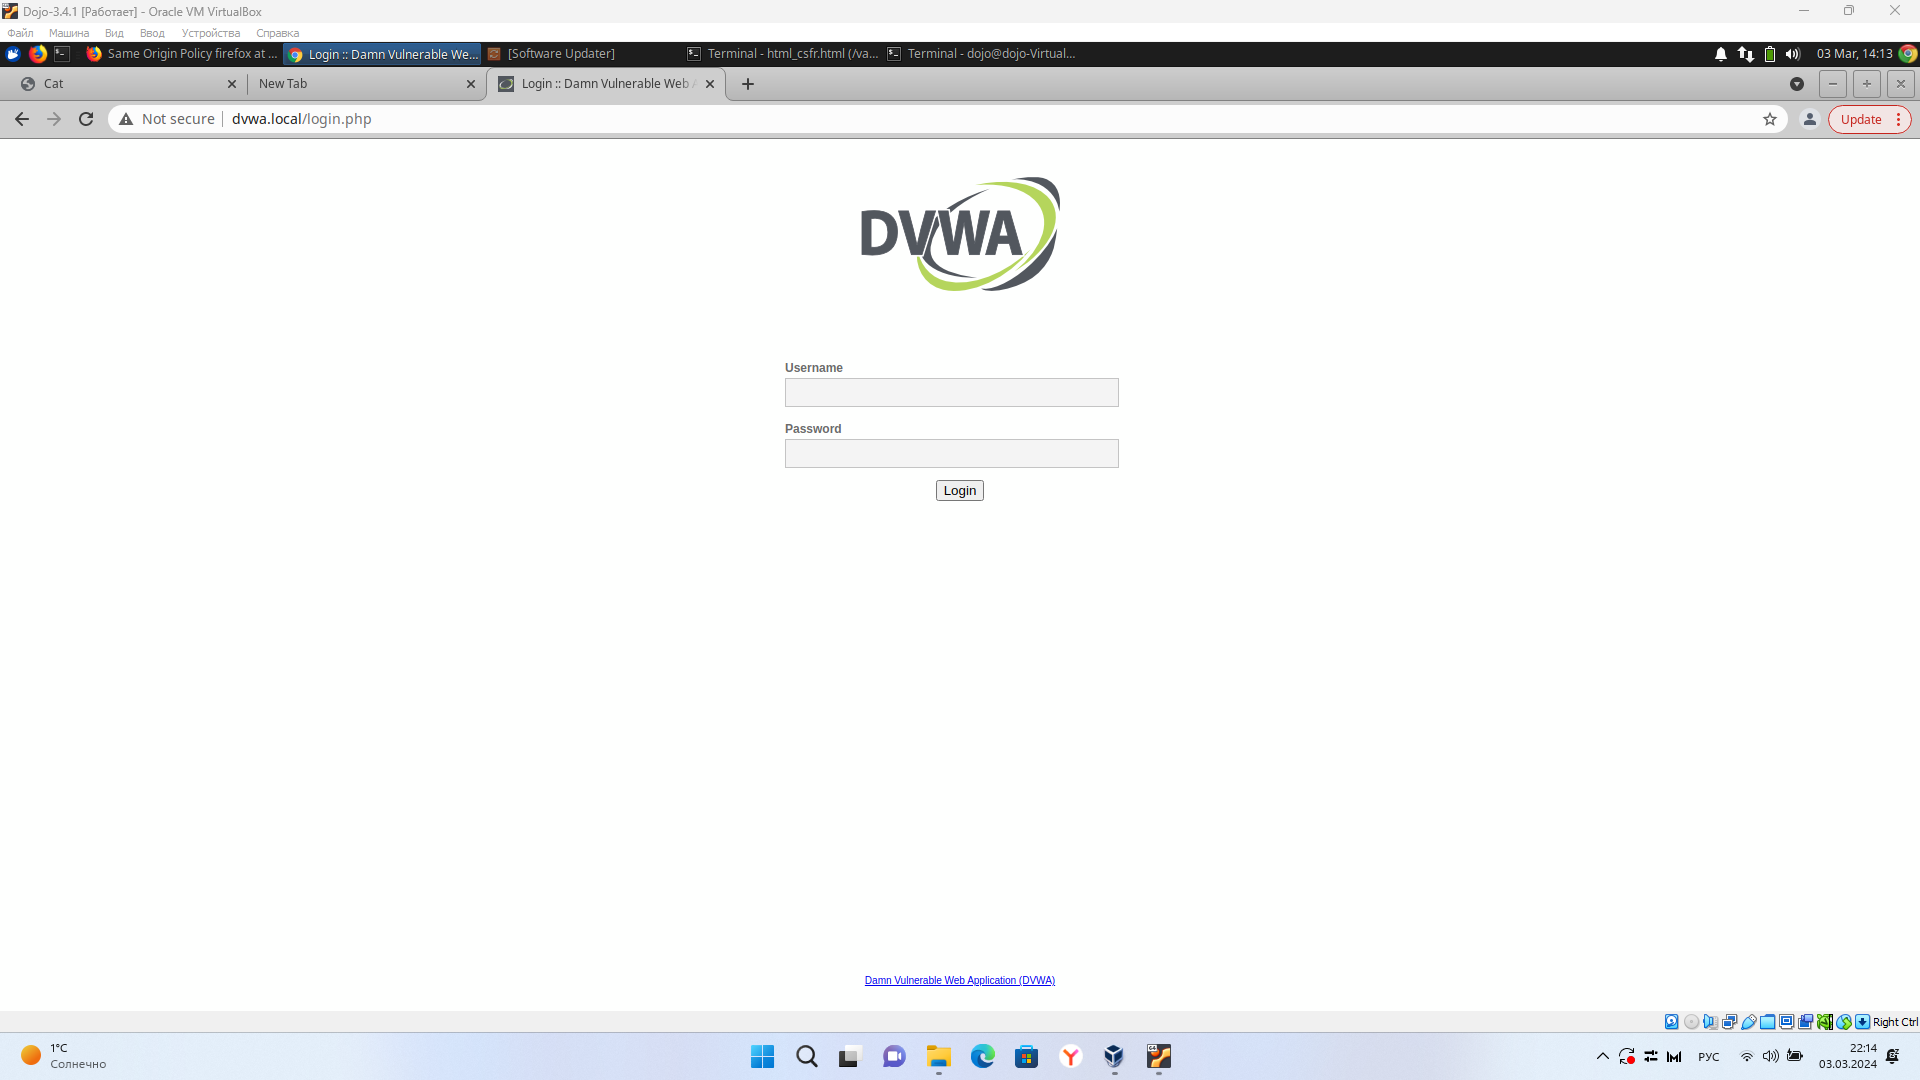 Dojo-3.4.1 [Работает] - Oracle VM VirtualBox
Файл Машина Вид Ввод Устройства Справка
Same Origin Policy firefox at ... Login :: Damn Vulnerable We... [Software Updater] Terminal - html_csfr.html (/va... Terminal - dojo@dojo-Virtual... 03 Mar, 14:13
Cat New Tab Login :: Damn Vulnerable Web
Not secure dvwa.local/login.php Update
DVWA
Username
Password
Login
Damn Vulnerable Web Application (DVWA)
Right Ctrl
1°C
Солнечно
РУС
22:14
03.03.2024